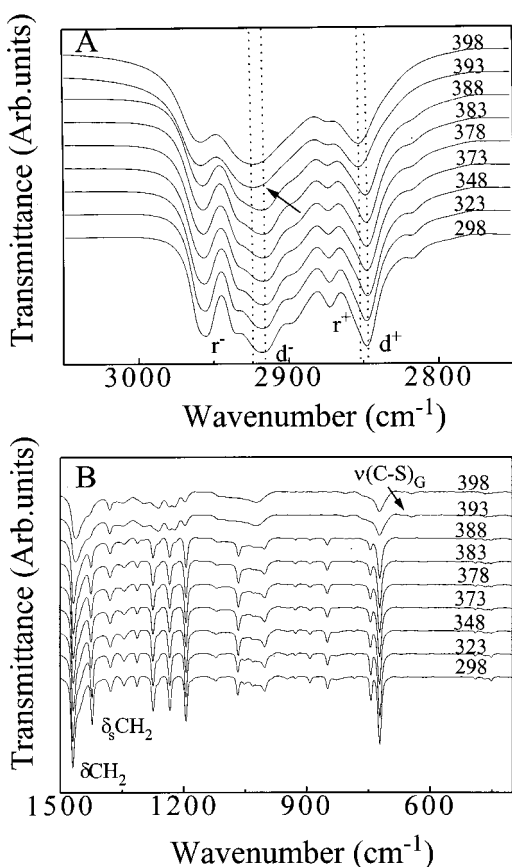 A
398
393
388
383
378
373
348
323
298
r⁻
d⁻
r⁺
d⁺
Transmittance (Arb.units)
3000 2900 2800
Wavenumber (cm⁻¹)
B
ν(C-S)G
398
393
388
383
378
373
348
323
298
δsCH₂
δCH₂
Transmittance (Arb.units)
1500 1200 900 600
Wavenumber (cm⁻¹)